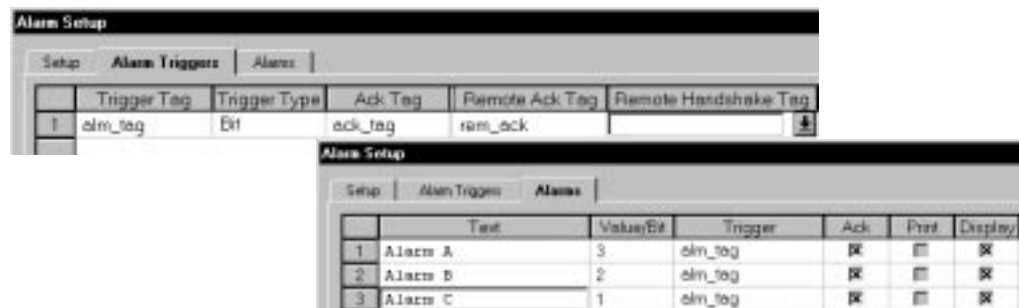 Alarm Setup
Setup Alarm Triggers Alarms
Trigger Tag Trigger Type Ack Tag Remote Ack Tag Remote Handshake Tag
1 alm_tag Bit ack_tag rem_ack
Alarm Setup
Setup Alarm Triggers Alarms
Text Value/Bit Trigger Ack Print Display
1 Alarm A 3 alm_tag
2 Alarm B 2 alm_tag
3 Alarm C 1 alm_tag